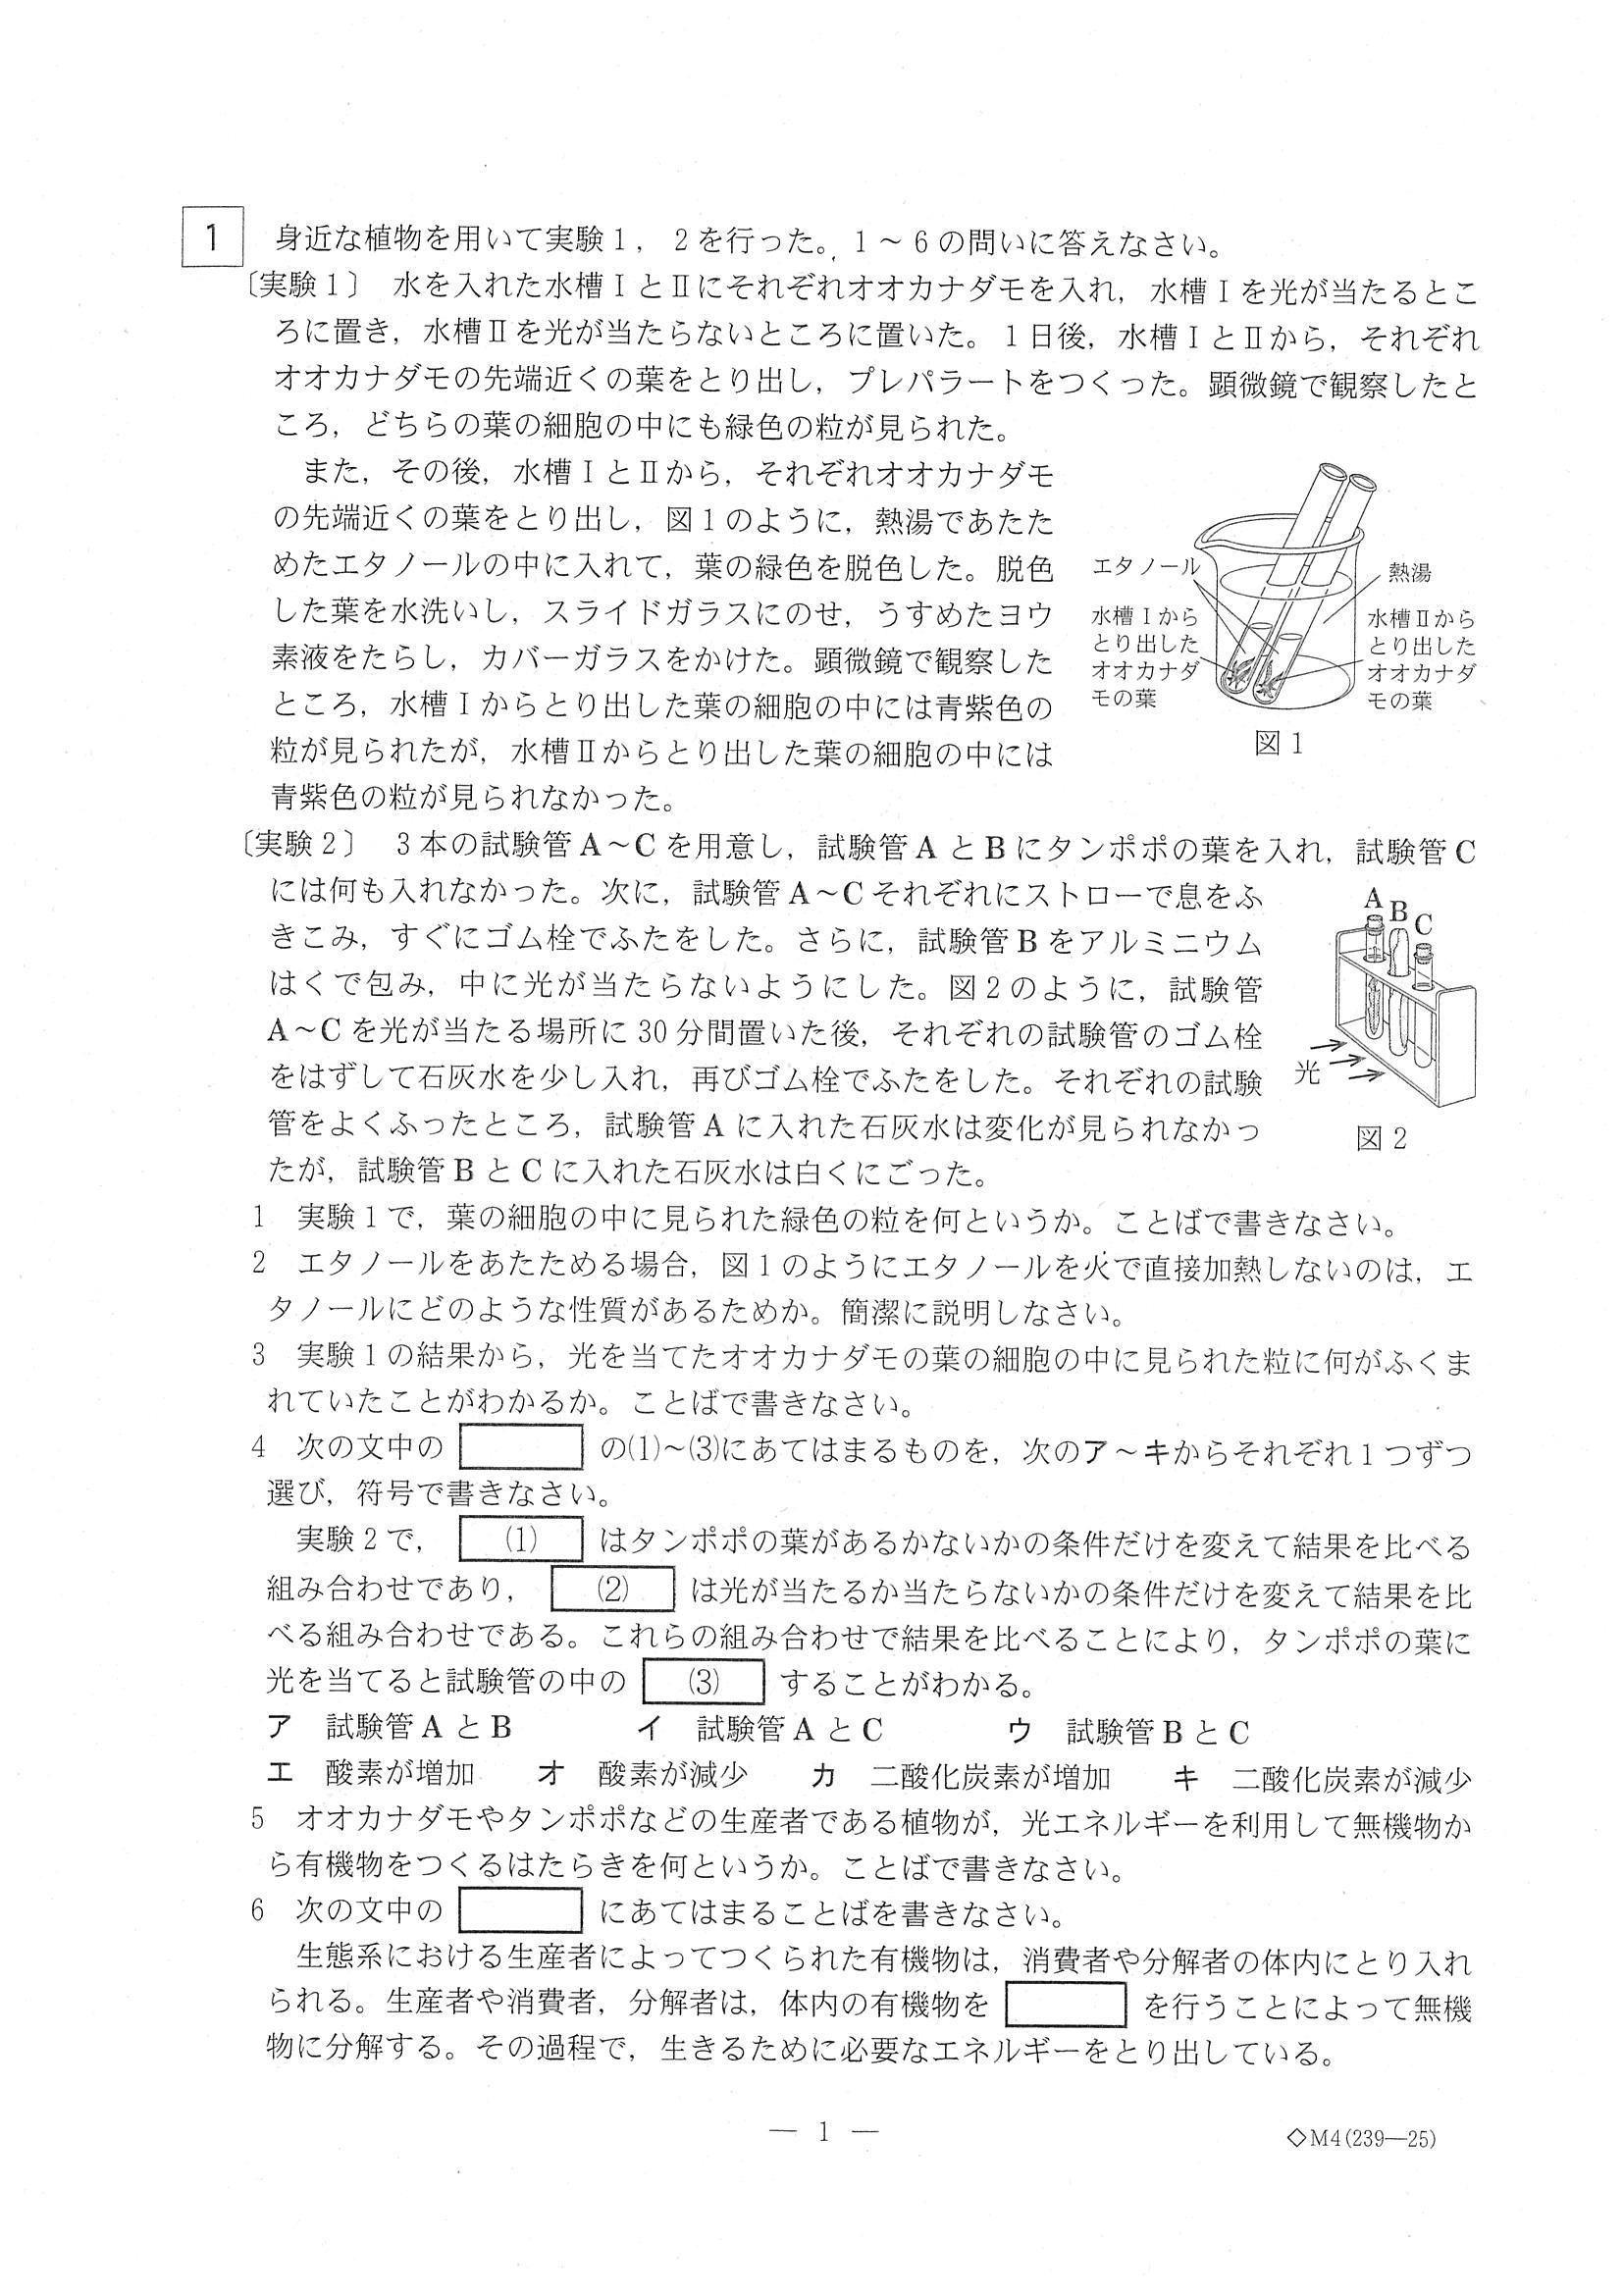 1 身近な植物を用いて実験1，2を行った。1～6の問いに答えなさい。
〔実験1〕 水を入れた水槽ⅠとⅡにそれぞれオオカナダモを入れ，水槽Ⅰを光が当たるとこ
ろに置き，水槽Ⅱを光が当たらないところに置いた。1日後，水槽ⅠとⅡから，それぞれ
オオカナダモの先端近くの葉をとり出し，プレパラートをつくった。顕微鏡で観察したと
ころ，どちらの葉の細胞の中にも緑色の粒が見られた。
また，その後，水槽ⅠとⅡから，それぞれオオカナダモ
の先端近くの葉をとり出し，図1のように，熱湯であたた
めたエタノールの中に入れて，葉の緑色を脱色した。脱色
した葉を水洗いし，スライドガラスにのせ，うすめたヨウ
素液をたらし，カバーガラスをかけた。顕微鏡で観察した
ところ，水槽Ⅰからとり出した葉の細胞の中には青紫色の
粒が見られたが，水槽Ⅱからとり出した葉の細胞の中には
青紫色の粒が見られなかった。
エタノール
熱湯
水槽Ⅰから
とり出した
オオカナダ
モの葉
水槽Ⅱから
とり出した
オオカナダ
モの葉
図1
〔実験2〕 3本の試験管A～Cを用意し，試験管AとBにタンポポの葉を入れ，試験管C
には何も入れなかった。次に，試験管A～Cそれぞれにストローで息をふ
きこみ，すぐにゴム栓でふたをした。さらに，試験管Bをアルミニウム
はくで包み，中に光が当たらないようにした。図2のように，試験管
A～Cを光が当たる場所に30分間置いた後，それぞれの試験管のゴム栓
をはずして石灰水を少し入れ，再びゴム栓でふたをした。それぞれの試験
管をよくふったところ，試験管Aに入れた石灰水は変化が見られなかっ
たが，試験管BとCに入れた石灰水は白くにごった。
A B C
光
図2
1 実験1で，葉の細胞の中に見られた緑色の粒を何というか。ことばで書きなさい。
2 エタノールをあたためる場合，図1のようにエタノールを火で直接加熱しないのは，エ
タノールにどのような性質があるためか。簡潔に説明しなさい。
3 実験1の結果から，光を当てたオオカナダモの葉の細胞の中に見られた粒に何がふくま
れていたことがわかるか。ことばで書きなさい。
4 次の文中の の(1)～(3)にあてはまるものを，次のア～キからそれぞれ1つずつ
選び，符号で書きなさい。
実験2で， (1) はタンポポの葉があるかないかの条件だけを変えて結果を比べる
組み合わせであり， (2) は光が当たるか当たらないかの条件だけを変えて結果を比
べる組み合わせである。これらの組み合わせで結果を比べることにより，タンポポの葉に
光を当てると試験管の中の (3) することがわかる。
ア 試験管AとB イ 試験管AとC ウ 試験管BとC
エ 酸素が増加 オ 酸素が減少 カ 二酸化炭素が増加 キ 二酸化炭素が減少
5 オオカナダモやタンポポなどの生産者である植物が，光エネルギーを利用して無機物か
ら有機物をつくるはたらきを何というか。ことばで書きなさい。
6 次の文中の にあてはまることばを書きなさい。
生態系における生産者によってつくられた有機物は，消費者や分解者の体内にとり入れ
られる。生産者や消費者，分解者は，体内の有機物を を行うことによって無機
物に分解する。その過程で，生きるために必要なエネルギーをとり出している。
— 1 —
◇M4(239—25)